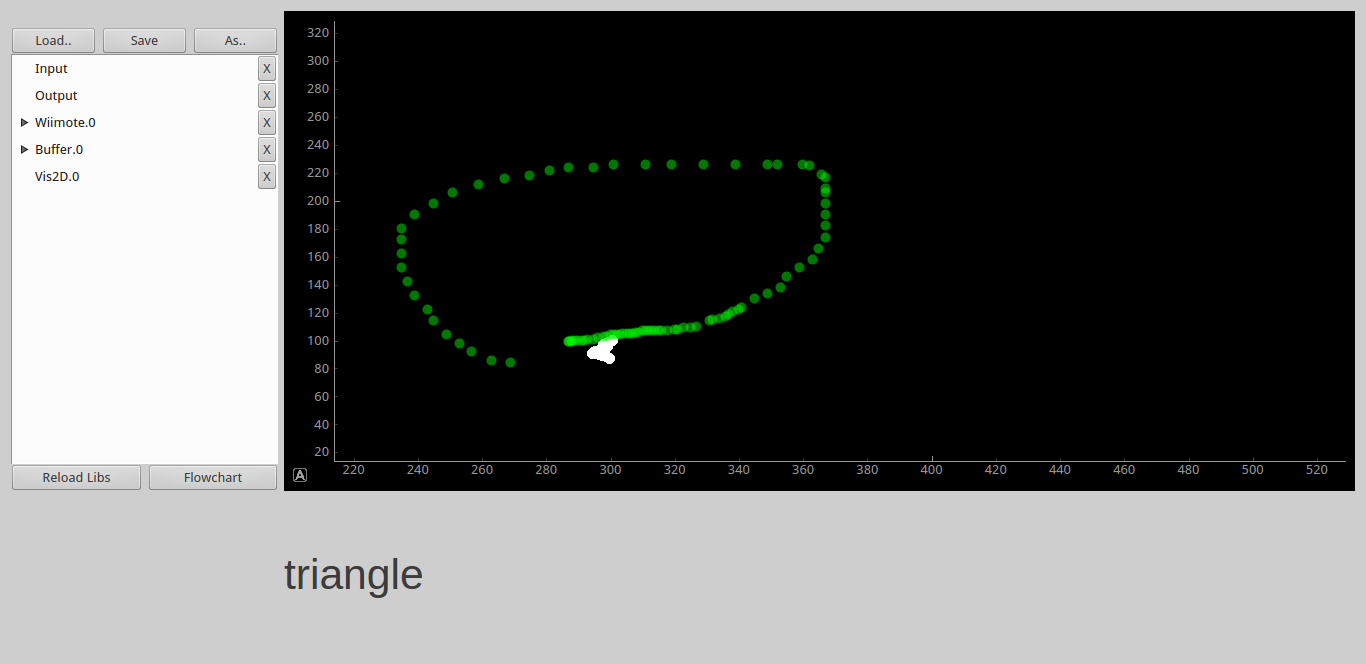 Load.. Save As..
Input X
Output X
Wiimote.0 X
Buffer.0 X
Vis2D.0 X
Reload Libs Flowchart
320
300
280
260
240
220
200
180
160
140
120
100
80
60
40
20
A
220 240 260 280 300 320 340 360 380 400 420 440 460 480 500 520
triangle